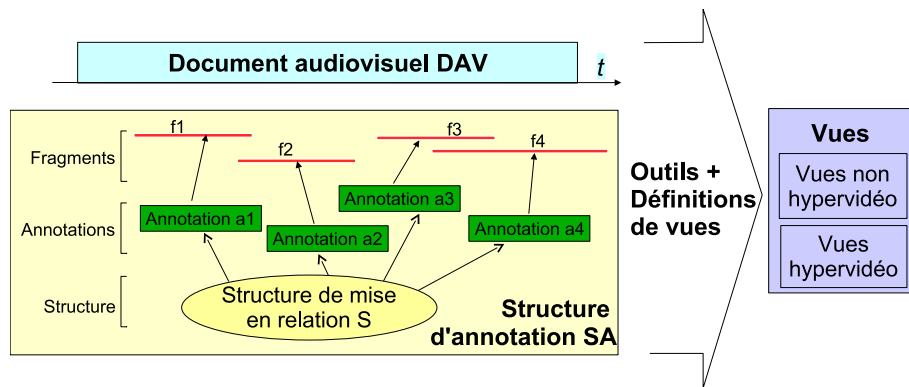 Document audiovisuel DAV
t
f1
f2
f3
f4
Fragments
Annotation a1
Annotation a2
Annotation a3
Annotation a4
Annotations
Structure
Structure de mise
en relation S
Structure
d'annotation SA
Outils +
Définitions
de vues
Vues
Vues non
hypervidéo
Vues
hypervidéo